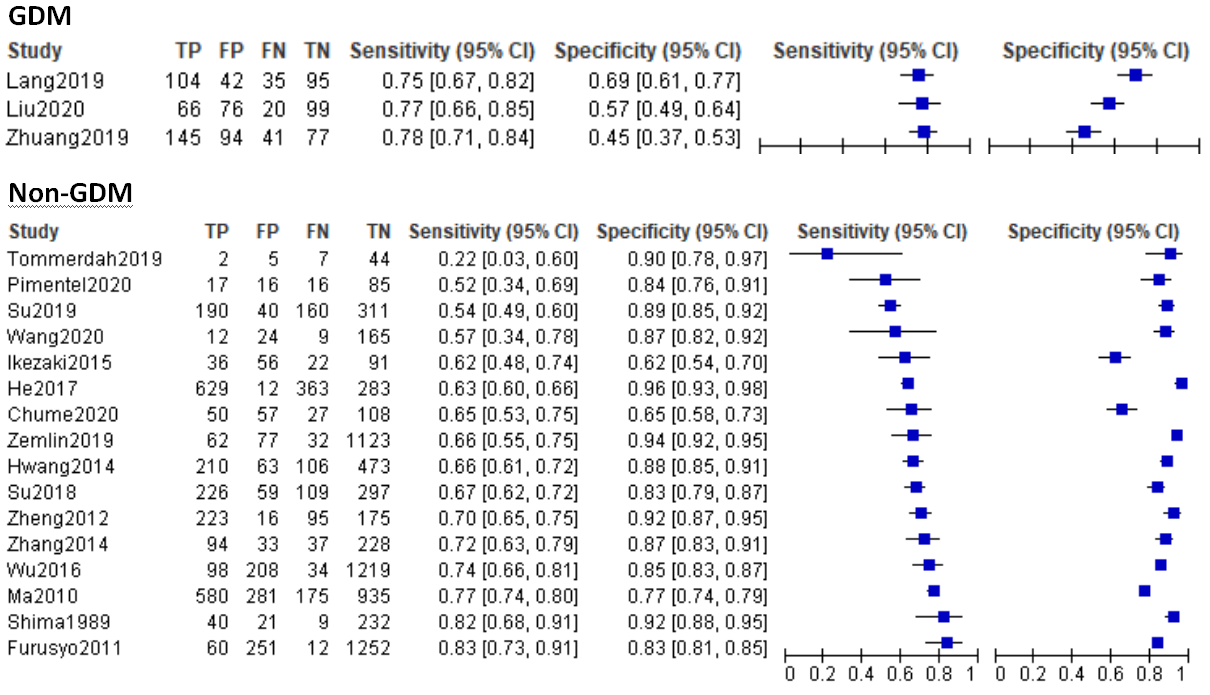 GDM
Study TP FP FN TN Sensitivity (95% CI) Specificity (95% CI) Sensitivity (95% CI) Specificity (95% CI)
Lang2019 104 42 35 95 0.75 [0.67, 0.82] 0.69 [0.61, 0.77]
Liu2020 66 76 20 99 0.77 [0.66, 0.85] 0.57 [0.49, 0.64]
Zhuang2019 145 94 41 77 0.78 [0.71, 0.84] 0.45 [0.37, 0.53]
Non-GDM
Study TP FP FN TN Sensitivity (95% CI) Specificity (95% CI) Sensitivity (95% CI) Specificity (95% CI)
Tommerdah2019 2 5 7 44 0.22 [0.03, 0.60] 0.90 [0.78, 0.97]
Pimentel2020 17 16 16 85 0.52 [0.34, 0.69] 0.84 [0.76, 0.91]
Su2019 190 40 160 311 0.54 [0.49, 0.60] 0.89 [0.85, 0.92]
Wang2020 12 24 9 165 0.57 [0.34, 0.78] 0.87 [0.82, 0.92]
Ikezaki2015 36 56 22 91 0.62 [0.48, 0.74] 0.62 [0.54, 0.70]
He2017 629 12 363 283 0.63 [0.60, 0.66] 0.96 [0.93, 0.98]
Chume2020 50 57 27 108 0.65 [0.53, 0.75] 0.65 [0.58, 0.73]
Zemlin2019 62 77 32 1123 0.66 [0.55, 0.75] 0.94 [0.92, 0.95]
Hwang2014 210 63 106 473 0.66 [0.61, 0.72] 0.88 [0.85, 0.91]
Su2018 226 59 109 297 0.67 [0.62, 0.72] 0.83 [0.79, 0.87]
Zheng2012 223 16 95 175 0.70 [0.65, 0.75] 0.92 [0.87, 0.95]
Zhang2014 94 33 37 228 0.72 [0.63, 0.79] 0.87 [0.83, 0.91]
Wu2016 98 208 34 1219 0.74 [0.66, 0.81] 0.85 [0.83, 0.87]
Ma2010 580 281 175 935 0.77 [0.74, 0.80] 0.77 [0.74, 0.79]
Shima1989 40 21 9 232 0.82 [0.68, 0.91] 0.92 [0.88, 0.95]
Furusyo2011 60 251 12 1252 0.83 [0.73, 0.91] 0.83 [0.81, 0.85]
0 0.2 0.4 0.6 0.8 1 0 0.2 0.4 0.6 0.8 1